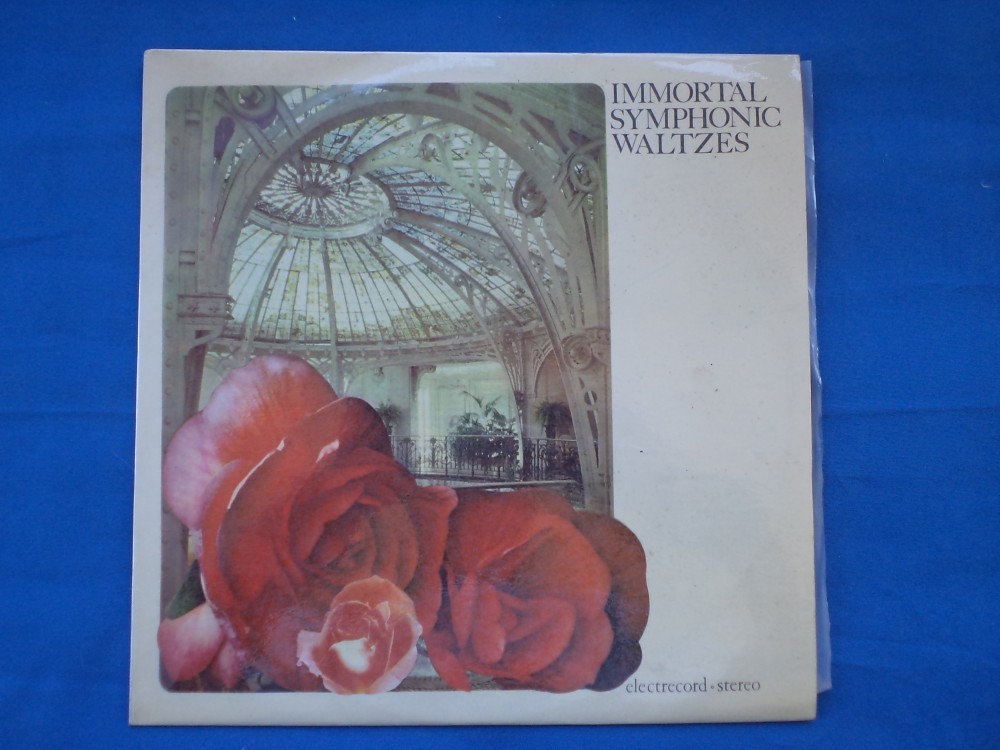 IMMORTAL
SYMPHONIC
WALTZES
electrecord • stereo